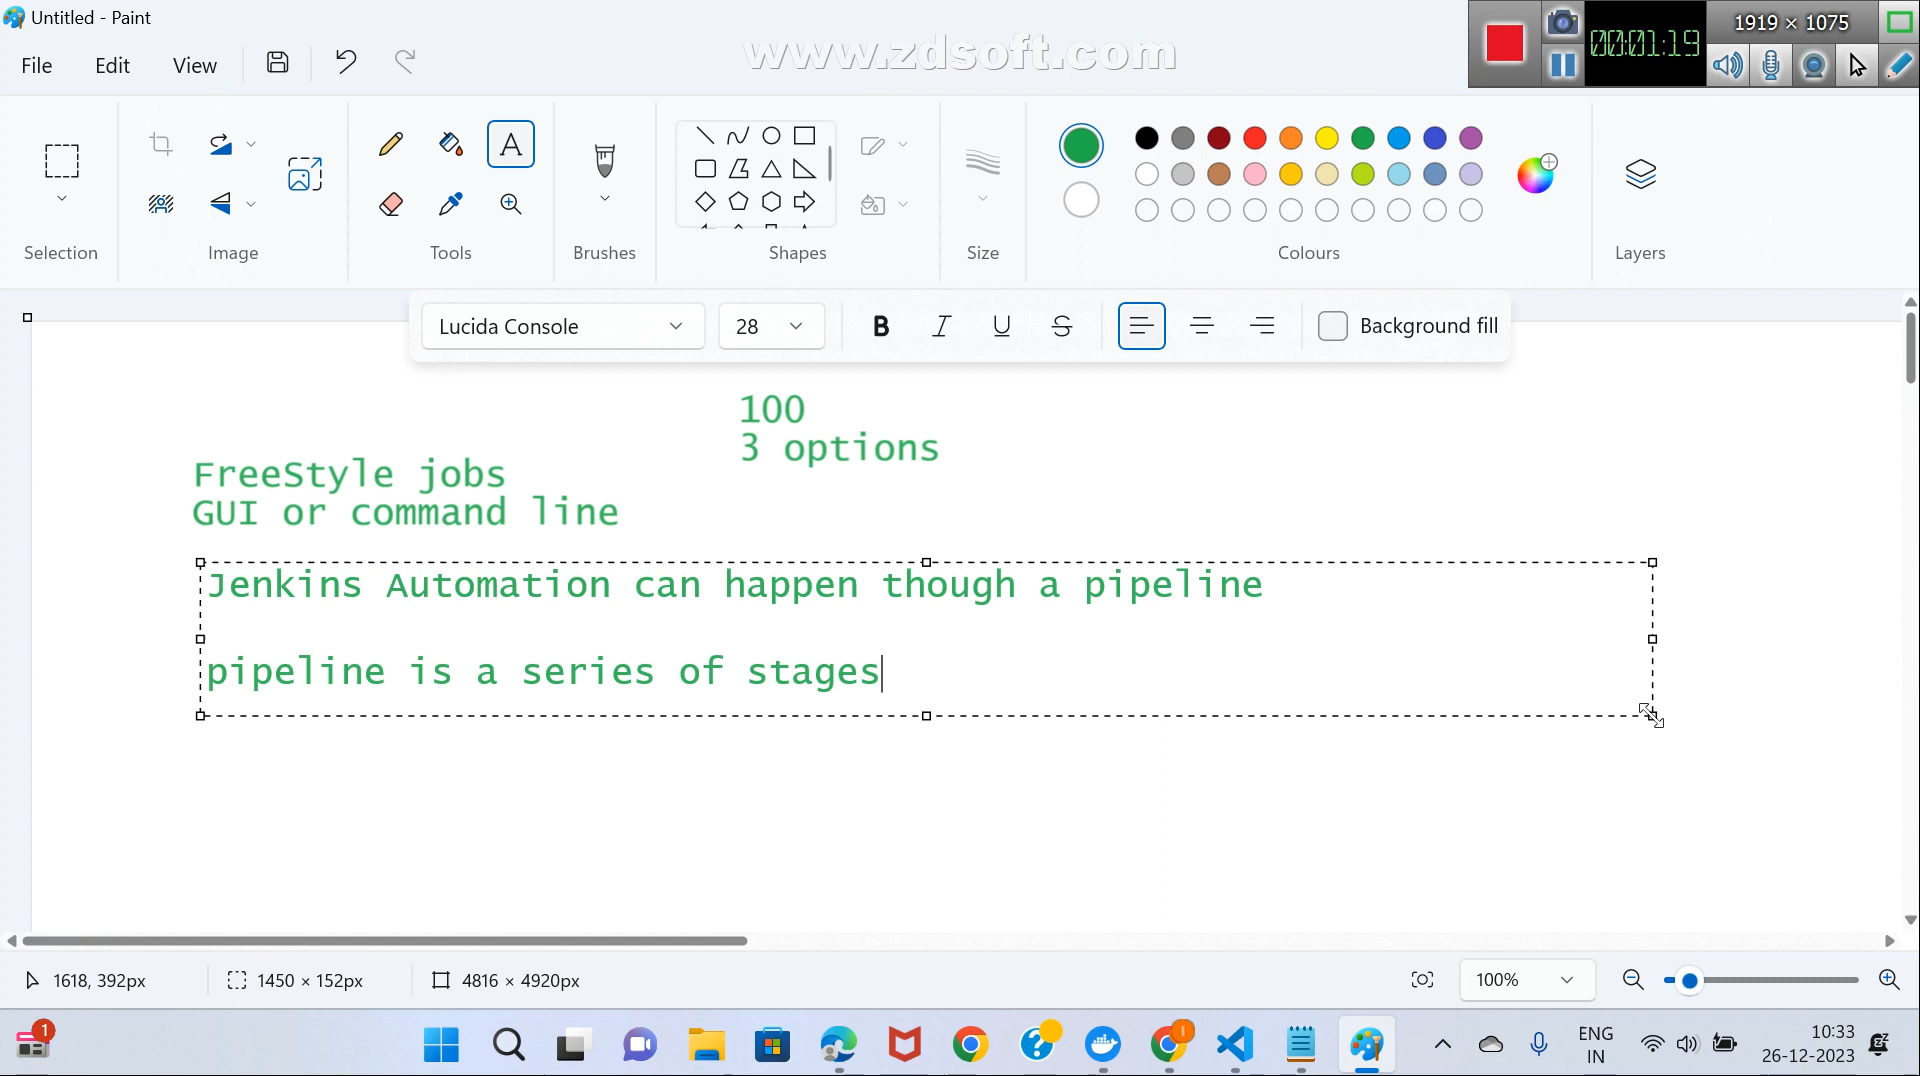 Untitled - Paint
www.zdsoft.com
00:01:19
1919 × 1075
File Edit View
Selection
Image
Tools
Brushes
Shapes
Size
Colours
Layers
Lucida Console
28
B I U S
Background fill
100
3 options
FreeStyle jobs
GUI or command line
Jenkins Automation can happen though a pipeline
pipeline is a series of stages
1618, 392px
1450 × 152px
4816 × 4920px
100%
1
ENG
IN
10:33
26-12-2023